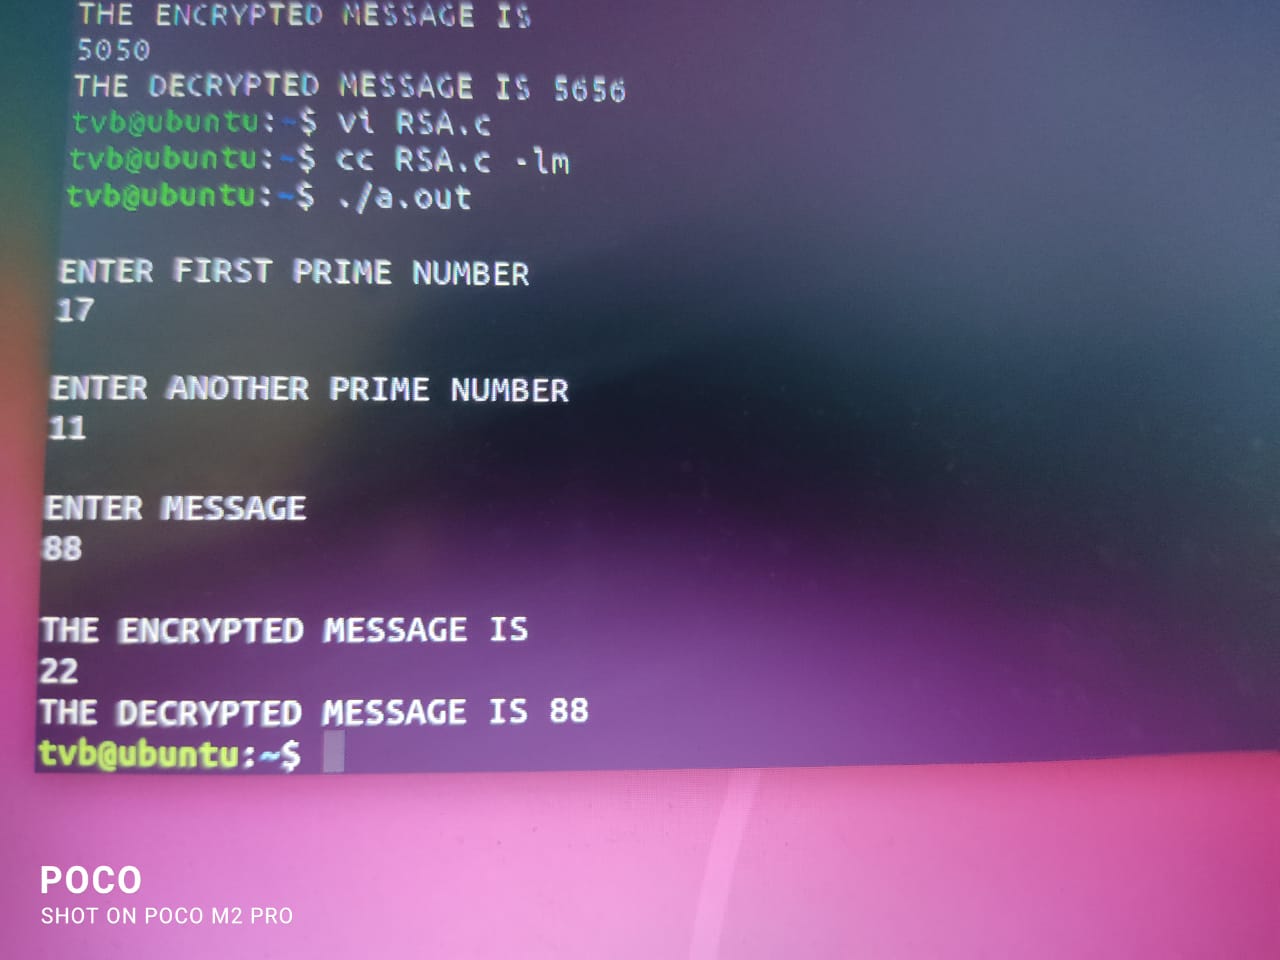 THE ENCRYPTED MESSAGE IS
5050
THE DECRYPTED MESSAGE IS 5656
tvb@ubuntu:~$ vi RSA.c
tvb@ubuntu:~$ cc RSA.c -lm
tvb@ubuntu:~$ ./a.out
ENTER FIRST PRIME NUMBER
17
ENTER ANOTHER PRIME NUMBER
11
ENTER MESSAGE
88
THE ENCRYPTED MESSAGE IS
22
THE DECRYPTED MESSAGE IS 88
tvb@ubuntu:~$
POCO
SHOT ON POCO M2 PRO